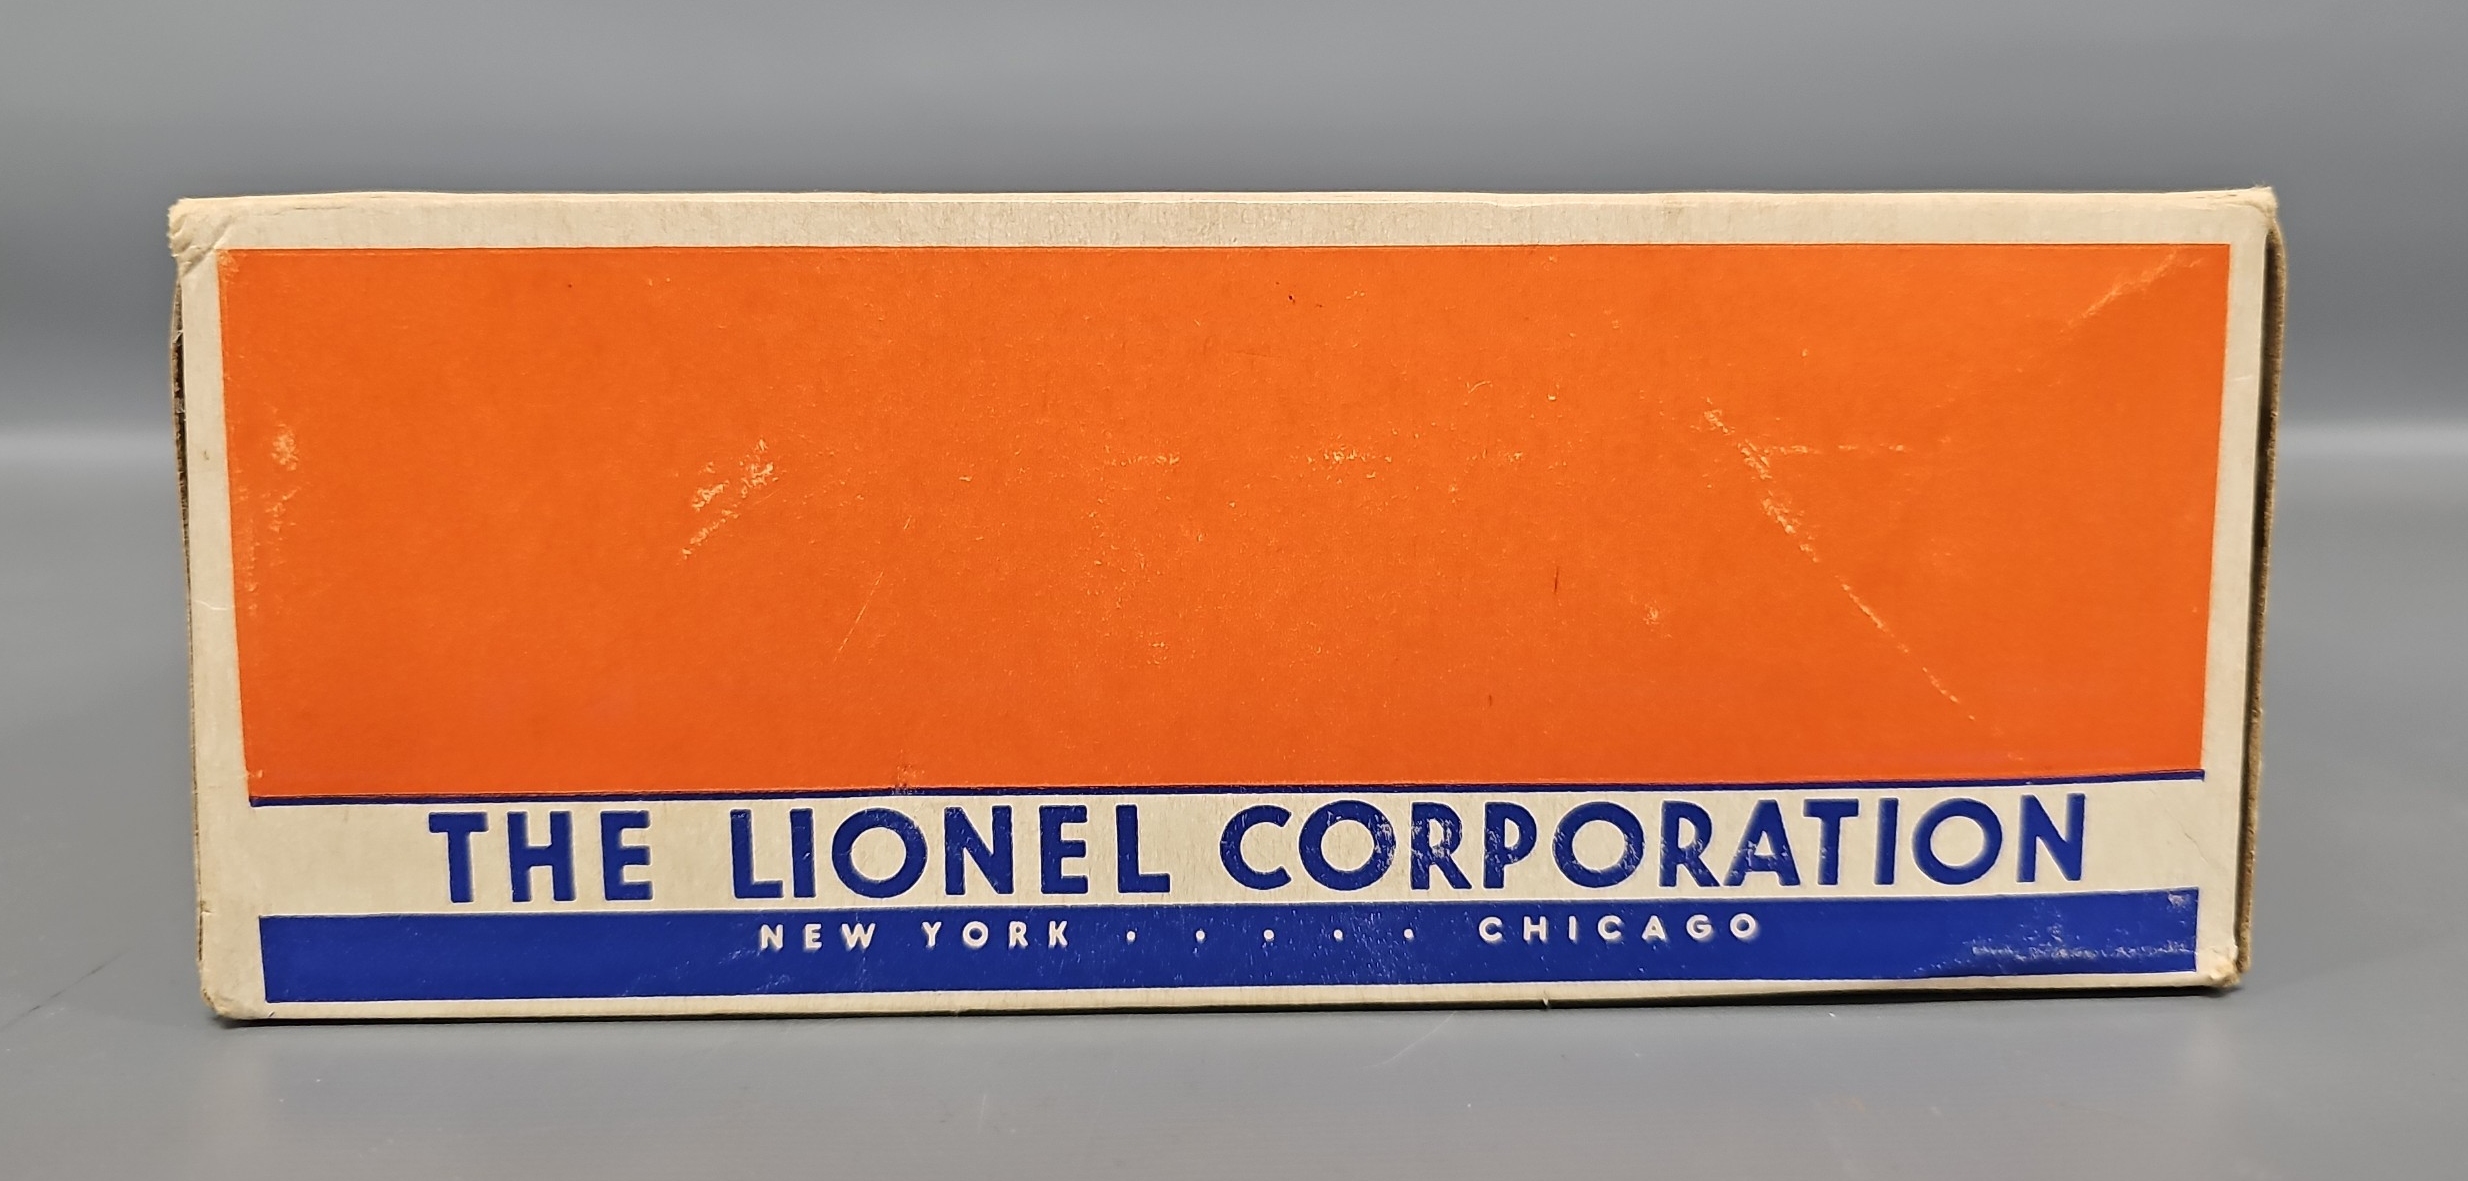 THE LIONEL CORPORATION
NEW YORK · · · · · CHICAGO